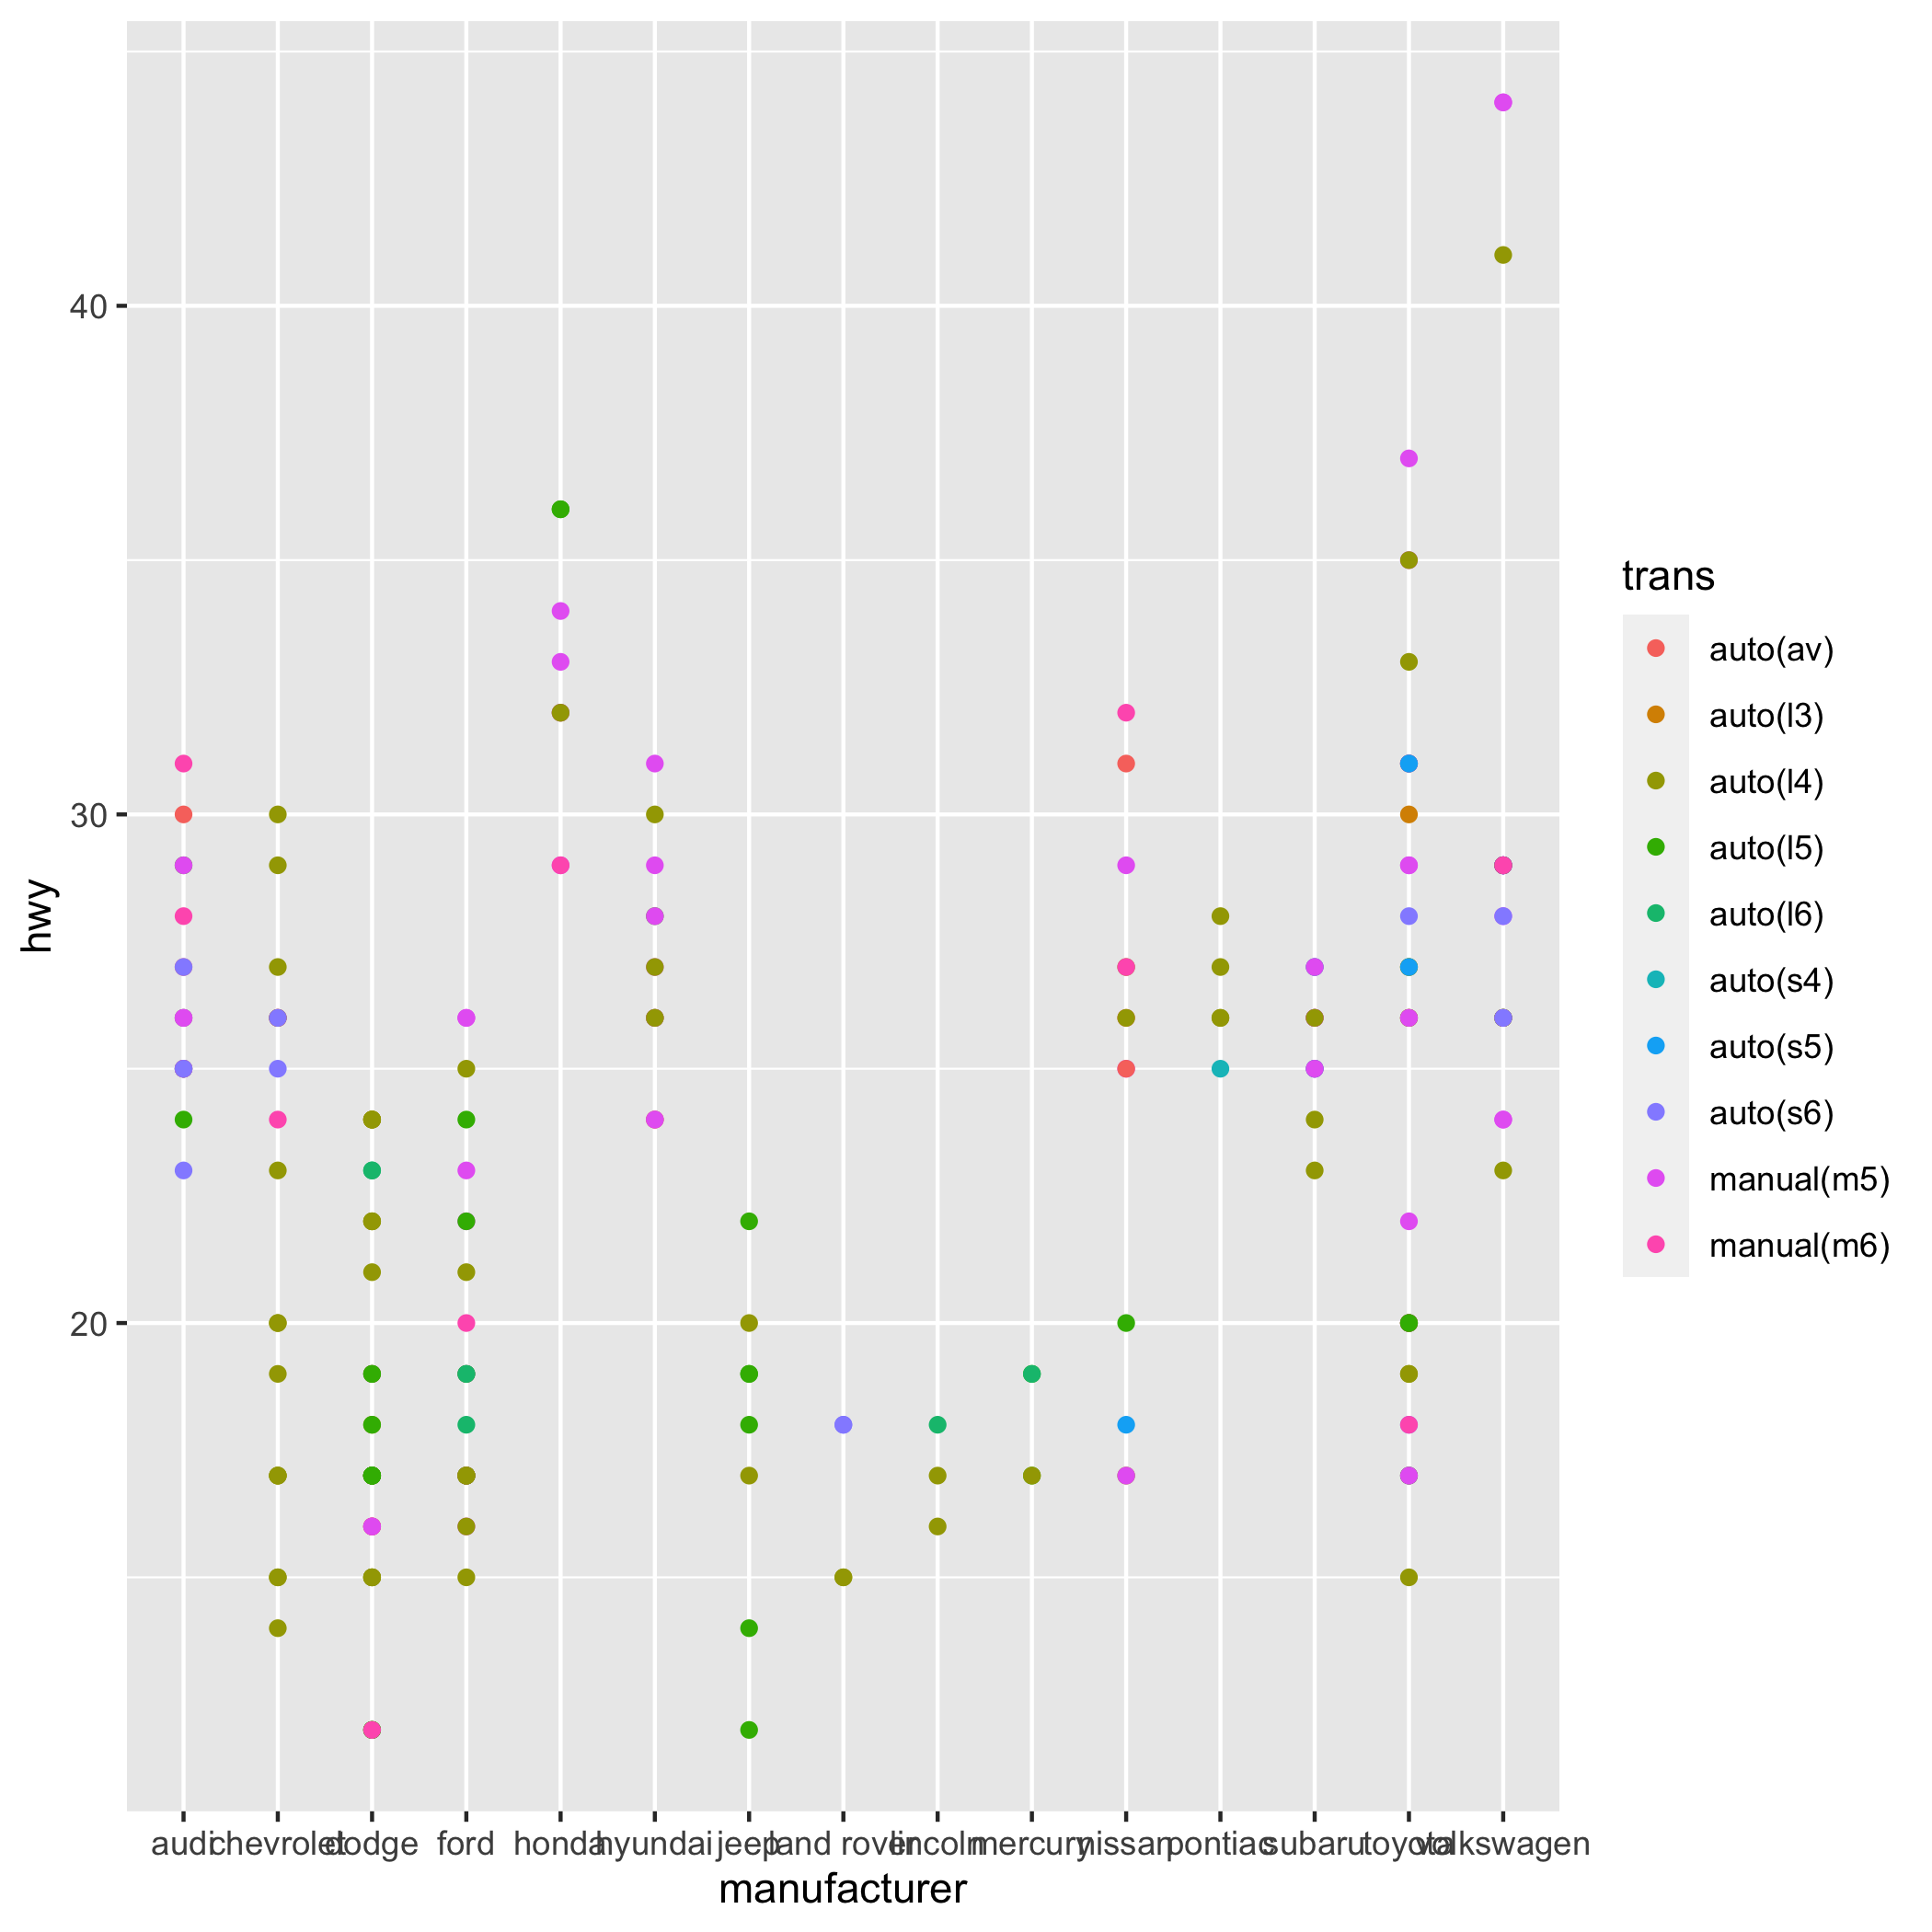 40
30
20
hwy
audi
chevrolet
dodge
ford
honda
hyundai
jeep
land rover
lincoln
mercury
nissan
pontiac
subaru
toyota
volkswagen
manufacturer
trans
auto(av)
auto(l3)
auto(l4)
auto(l5)
auto(l6)
auto(s4)
auto(s5)
auto(s6)
manual(m5)
manual(m6)